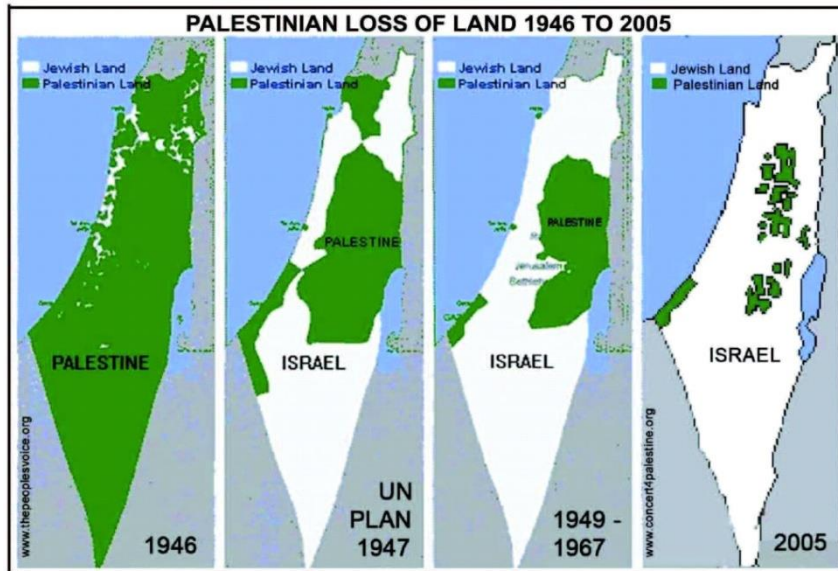 PALESTINIAN LOSS OF LAND 1946 TO 2005
Jewish Land
Palestinian Land
PALESTINE
1946
www.thepeoplesvoice.org
Jewish Land
Palestinian Land
PALESTINE
ISRAEL
UN
PLAN
1947
Jewish Land
Palestinian Land
PALESTINE
Jerusalem
ISRAEL
1949 -
1967
Jewish Land
Palestinian Land
ISRAEL
2005
www.concert4palestine.org